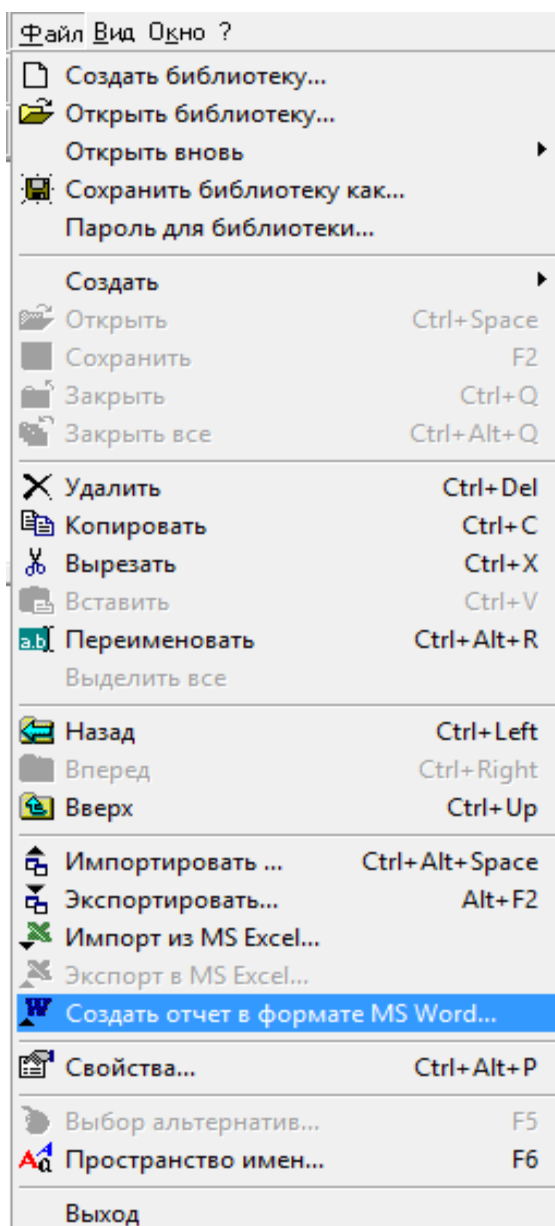 Файл Вид Окно ?
Создать библиотеку...
Открыть библиотеку...
Открыть вновь
Сохранить библиотеку как...
Пароль для библиотеки...
Создать
Открыть Ctrl+Space
Сохранить F2
Закрыть Ctrl+Q
Закрыть все Ctrl+Alt+Q
Удалить Ctrl+Del
Копировать Ctrl+C
Вырезать Ctrl+X
Вставить Ctrl+V
Переименовать Ctrl+Alt+R
Выделить все
Назад Ctrl+Left
Вперед Ctrl+Right
Вверх Ctrl+Up
Импортировать ... Ctrl+Alt+Space
Экспортировать... Alt+F2
Импорт из MS Excel...
Экспорт в MS Excel...
Создать отчет в формате MS Word...
Свойства... Ctrl+Alt+P
Выбор альтернатив... F5
Пространство имен... F6
Выход